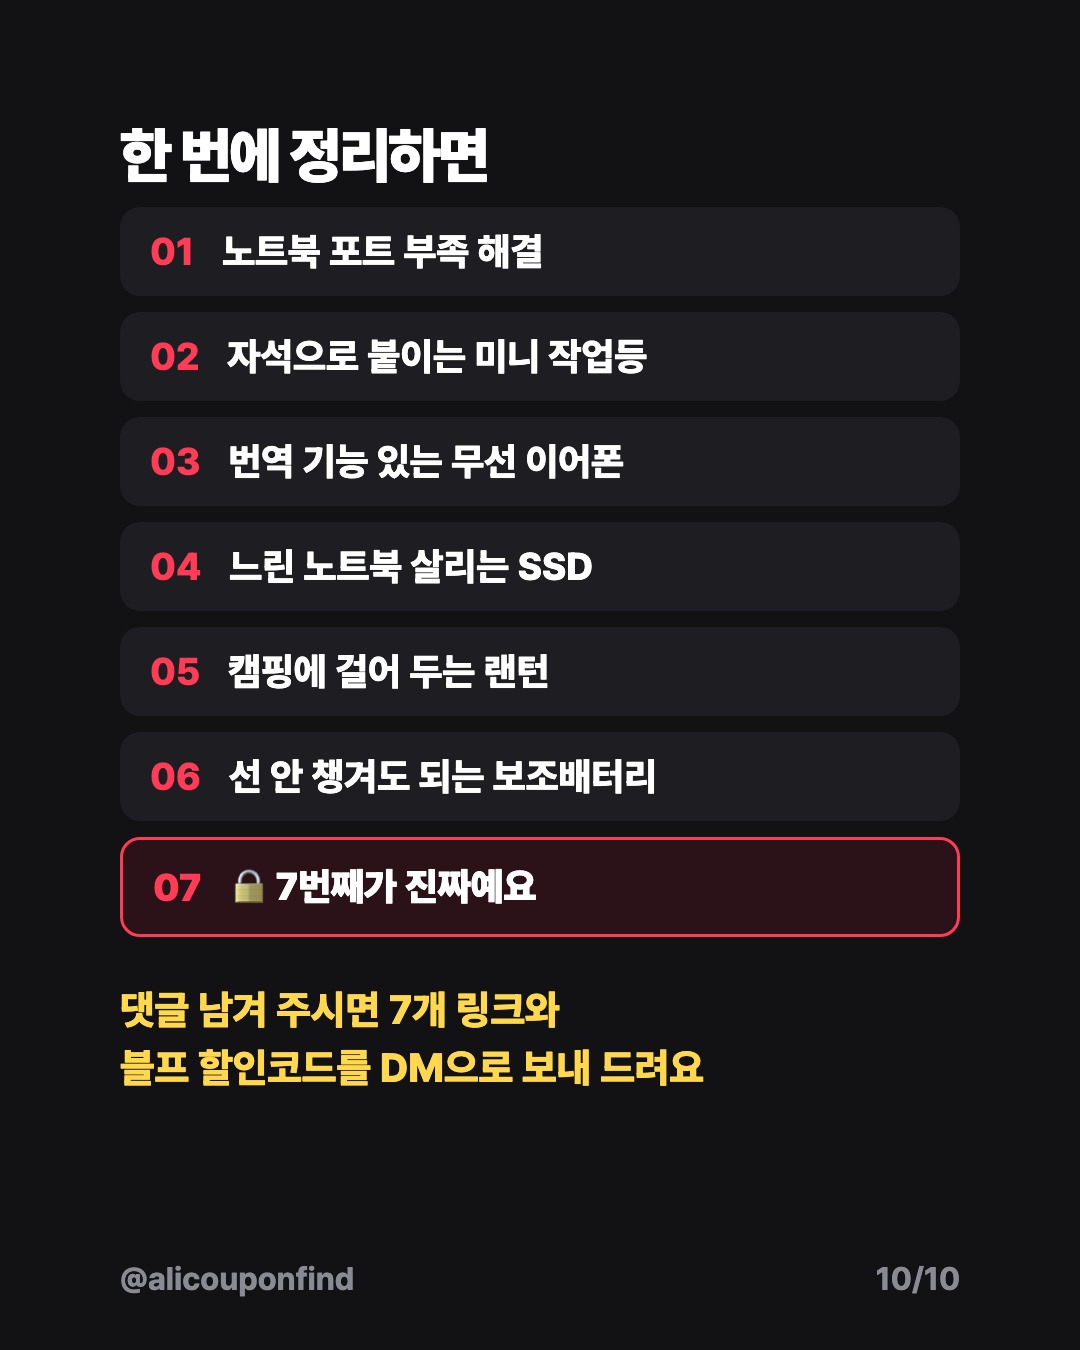 한 번에 정리하면
01 노트북 포트 부족 해결
02 자석으로 붙이는 미니 작업등
03 번역 기능 있는 무선 이어폰
04 느린 노트북 살리는 SSD
05 캠핑에 걸어 두는 랜턴
06 선 안 챙겨도 되는 보조배터리
07 🔒 7번째가 진짜예요
댓글 남겨 주시면 7개 링크와
블프 할인코드를 DM으로 보내 드려요
@alicouponfind
10/10